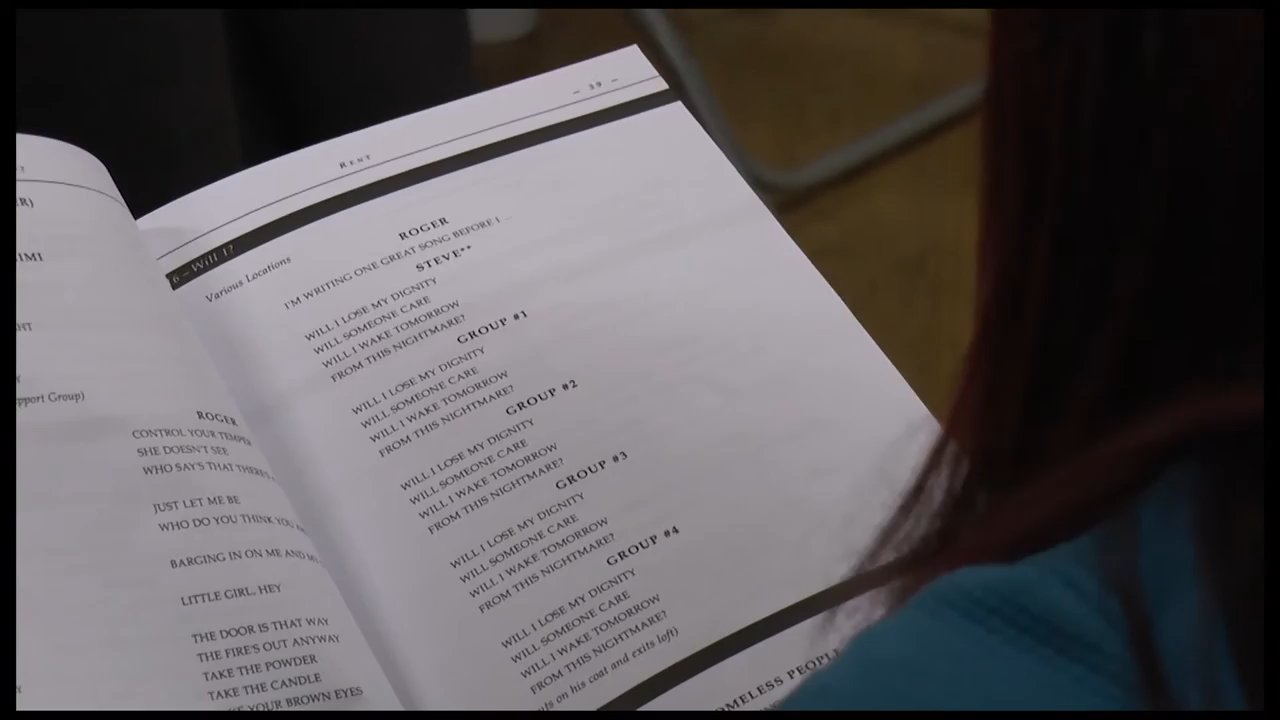 ?
ER)
IMI
HT
Y
pport Group)
ROGER
CONTROL YOUR TEMPER
SHE DOESN'T SEE
WHO SAYS THAT THERE'S
JUST LET ME BE
WHO DO YOU THINK YOU
BARGING IN ON ME AND
LITTLE GIRL, HEY
THE DOOR IS THAT WAY
THE FIRE'S OUT ANYWAY
TAKE THE POWDER
TAKE THE CANDLE
YOUR BROWN EYES
Y
RENT
– 39 –
6 – Will I?
Various Locations
ROGER
I'M WRITING ONE GREAT SONG BEFORE I ...
STEVE**
WILL I LOSE MY DIGNITY
WILL SOMEONE CARE
WILL I WAKE TOMORROW
FROM THIS NIGHTMARE?
GROUP #1
WILL I LOSE MY DIGNITY
WILL SOMEONE CARE
WILL I WAKE TOMORROW
FROM THIS NIGHTMARE?
GROUP #2
WILL I LOSE MY DIGNITY
WILL SOMEONE CARE
WILL I WAKE TOMORROW
FROM THIS NIGHTMARE?
GROUP #3
WILL I LOSE MY DIGNITY
WILL SOMEONE CARE
WILL I WAKE TOMORROW
FROM THIS NIGHTMARE?
GROUP #4
WILL I LOSE MY DIGNITY
WILL SOMEONE CARE
WILL I WAKE TOMORROW
FROM THIS NIGHTMARE?
uts on his coat and exits loft)
OMELESS PEOPLE